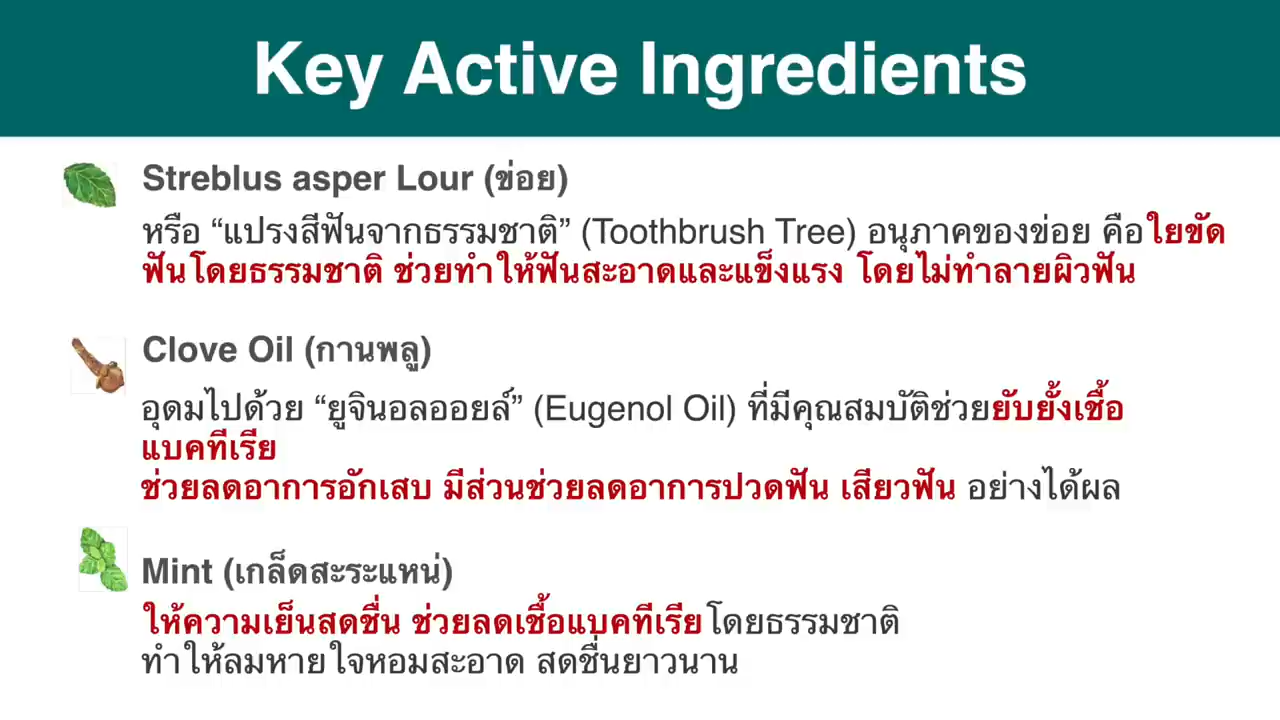 Key Active Ingredients
Streblus asper Lour (ข่อย)
หรือ “แปรงสีฟันจากธรรมชาติ” (Toothbrush Tree) อนุภาคของข่อย คือใยขัด
ฟันโดยธรรมชาติ ช่วยทำให้ฟันสะอาดและแข็งแรง โดยไม่ทำลายผิวฟัน
Clove Oil (กานพลู)
อุดมไปด้วย “ยูจินอลออยล์” (Eugenol Oil) ที่มีคุณสมบัติช่วยยับยั้งเชื้อ
แบคทีเรีย
ช่วยลดอาการอักเสบ มีส่วนช่วยลดอาการปวดฟัน เสียวฟัน อย่างได้ผล
Mint (เกล็ดสะระแหน่)
ให้ความเย็นสดชื่น ช่วยลดเชื้อแบคทีเรียโดยธรรมชาติ
ทำให้ลมหายใจหอมสะอาด สดชื่นยาวนาน